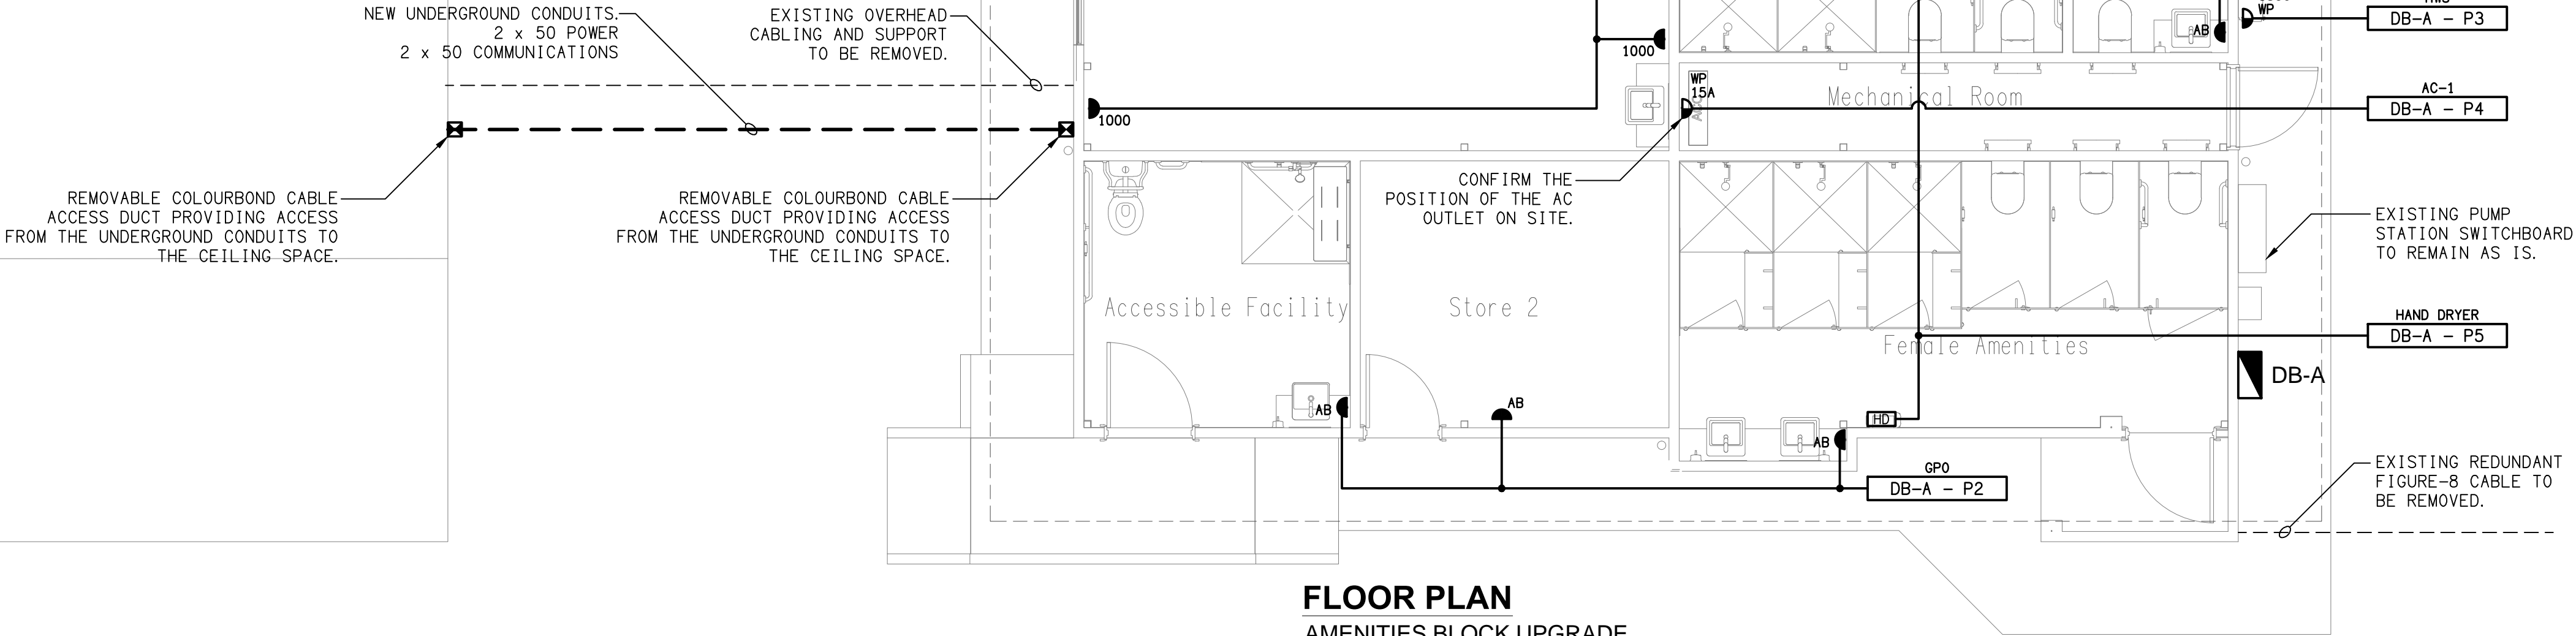 NEW UNDERGROUND CONDUITS.
2 x 50 POWER
2 x 50 COMMUNICATIONS
EXISTING OVERHEAD
CABLING AND SUPPORT
TO BE REMOVED.
1000
1000
AB
WP
DB-A - P3
WP
15A
Mechanical Room
AC-1
DB-A - P4
REMOVABLE COLOURBOND CABLE
ACCESS DUCT PROVIDING ACCESS
FROM THE UNDERGROUND CONDUITS TO
THE CEILING SPACE.
REMOVABLE COLOURBOND CABLE
ACCESS DUCT PROVIDING ACCESS
FROM THE UNDERGROUND CONDUITS TO
THE CEILING SPACE.
CONFIRM THE
POSITION OF THE AC
OUTLET ON SITE.
EXISTING PUMP
STATION SWITCHBOARD
TO REMAIN AS IS.
Accessible Facility
Store 2
Female Amenities
HAND DRYER
DB-A - P5
DB-A
AB
AB
HD
AB
GPO
DB-A - P2
EXISTING REDUNDANT
FIGURE-8 CABLE TO
BE REMOVED.
FLOOR PLAN
AMENITIES BLOCK UPGRADE